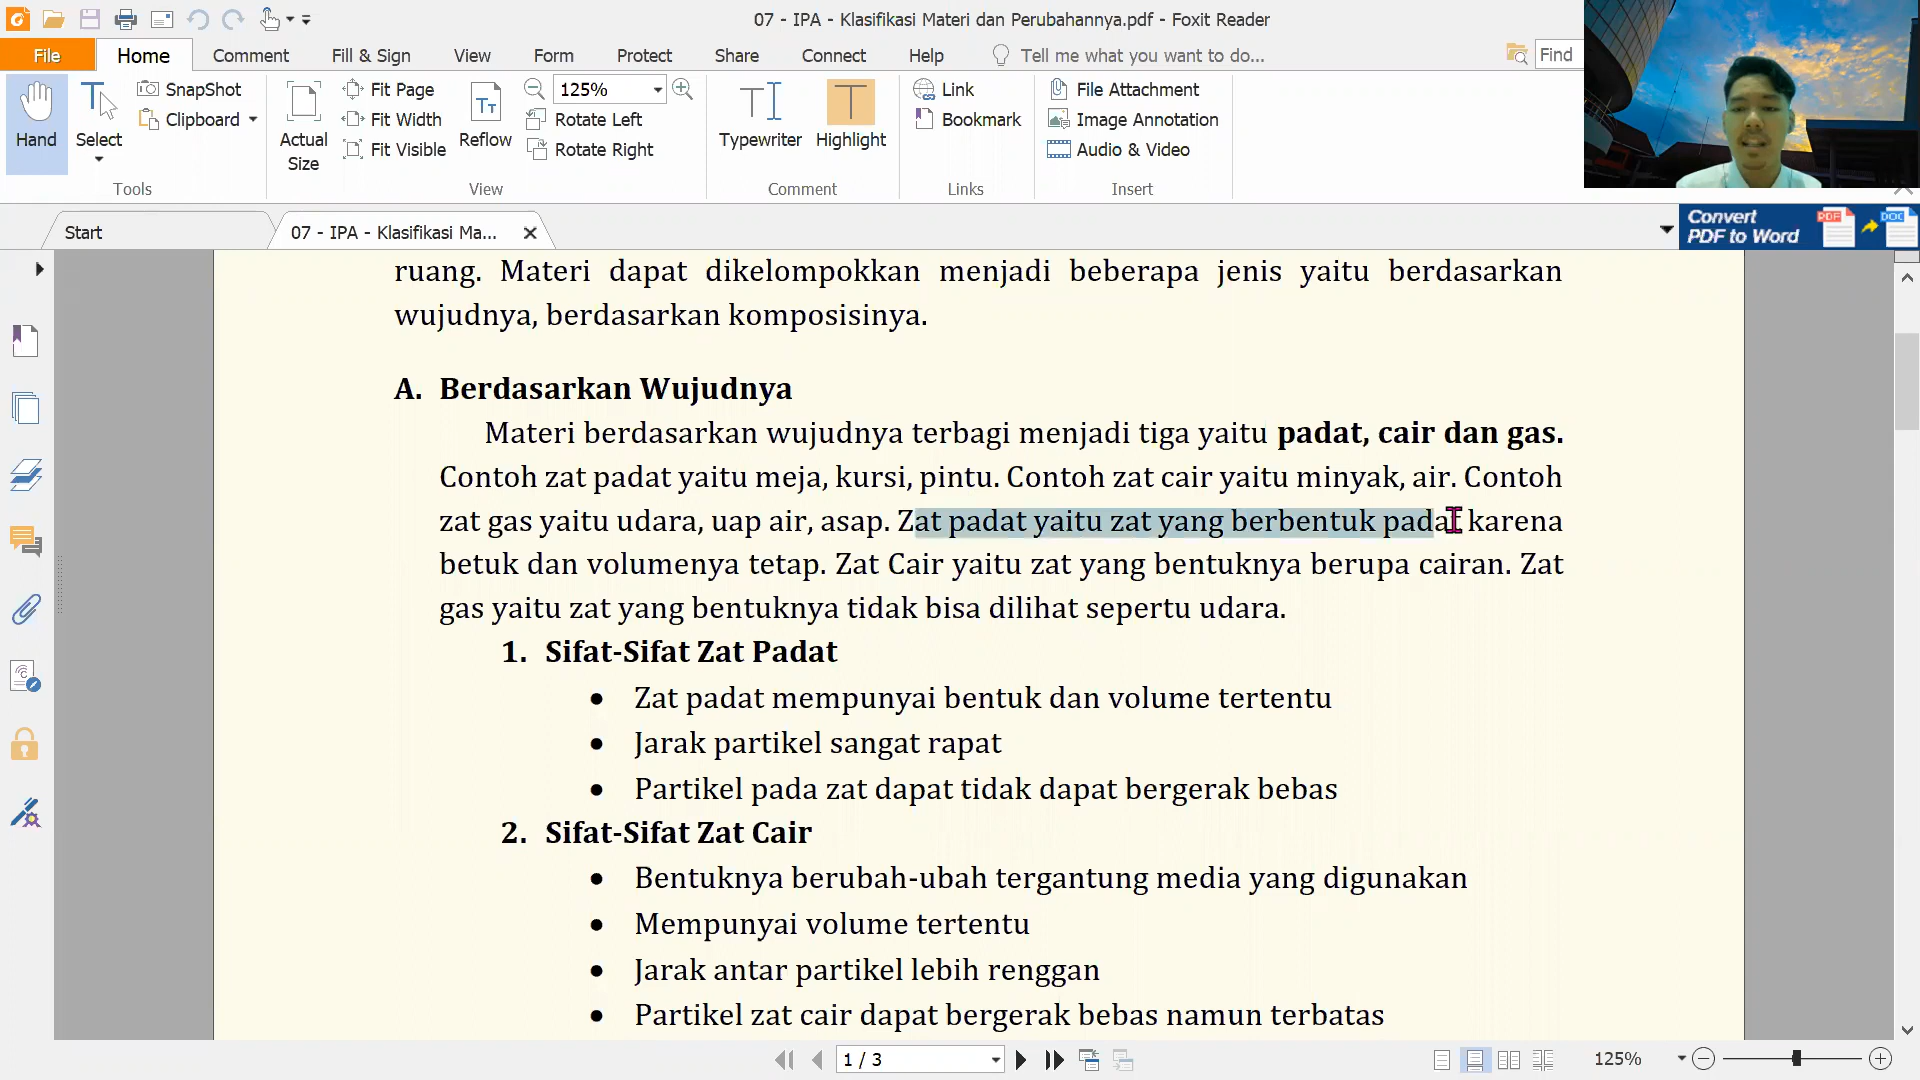 07 - IPA - Klasifikasi Materi dan Perubahannya.pdf - Foxit Reader
File Home Comment Fill & Sign View Form Protect Share Connect Help Tell me what you want to do... Find
Hand
Select
SnapShot
Clipboard
Tools
Actual Size
Fit Page
Fit Width
Fit Visible
Reflow
125%
Rotate Left
Rotate Right
View
Typewriter
Highlight
Comment
Link
Bookmark
Links
File Attachment
Image Annotation
Audio & Video
Insert
Start
07 - IPA - Klasifikasi Ma...
Convert
PDF to Word
PDF
DOC
ruang. Materi dapat dikelompokkan menjadi beberapa jenis yaitu berdasarkan
wujudnya, berdasarkan komposisinya.
A. Berdasarkan Wujudnya
Materi berdasarkan wujudnya terbagi menjadi tiga yaitu padat, cair dan gas.
Contoh zat padat yaitu meja, kursi, pintu. Contoh zat cair yaitu minyak, air. Contoh
zat gas yaitu udara, uap air, asap. Zat padat yaitu zat yang berbentuk padat karena
betuk dan volumenya tetap. Zat Cair yaitu zat yang bentuknya berupa cairan. Zat
gas yaitu zat yang bentuknya tidak bisa dilihat sepertu udara.
1. Sifat-Sifat Zat Padat
• Zat padat mempunyai bentuk dan volume tertentu
• Jarak partikel sangat rapat
• Partikel pada zat dapat tidak dapat bergerak bebas
2. Sifat-Sifat Zat Cair
• Bentuknya berubah-ubah tergantung media yang digunakan
• Mempunyai volume tertentu
• Jarak antar partikel lebih renggan
• Partikel zat cair dapat bergerak bebas namun terbatas
1 / 3
125%